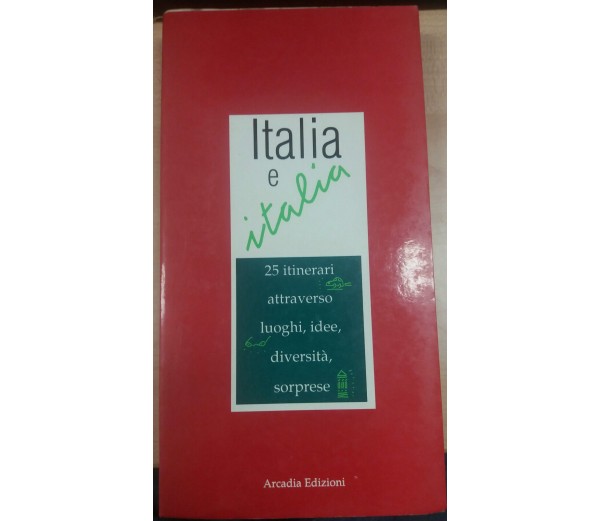 Italia
e
italia
25 itinerari
attraverso
luoghi, idee,
diversità,
sorprese
Arcadia Edizioni